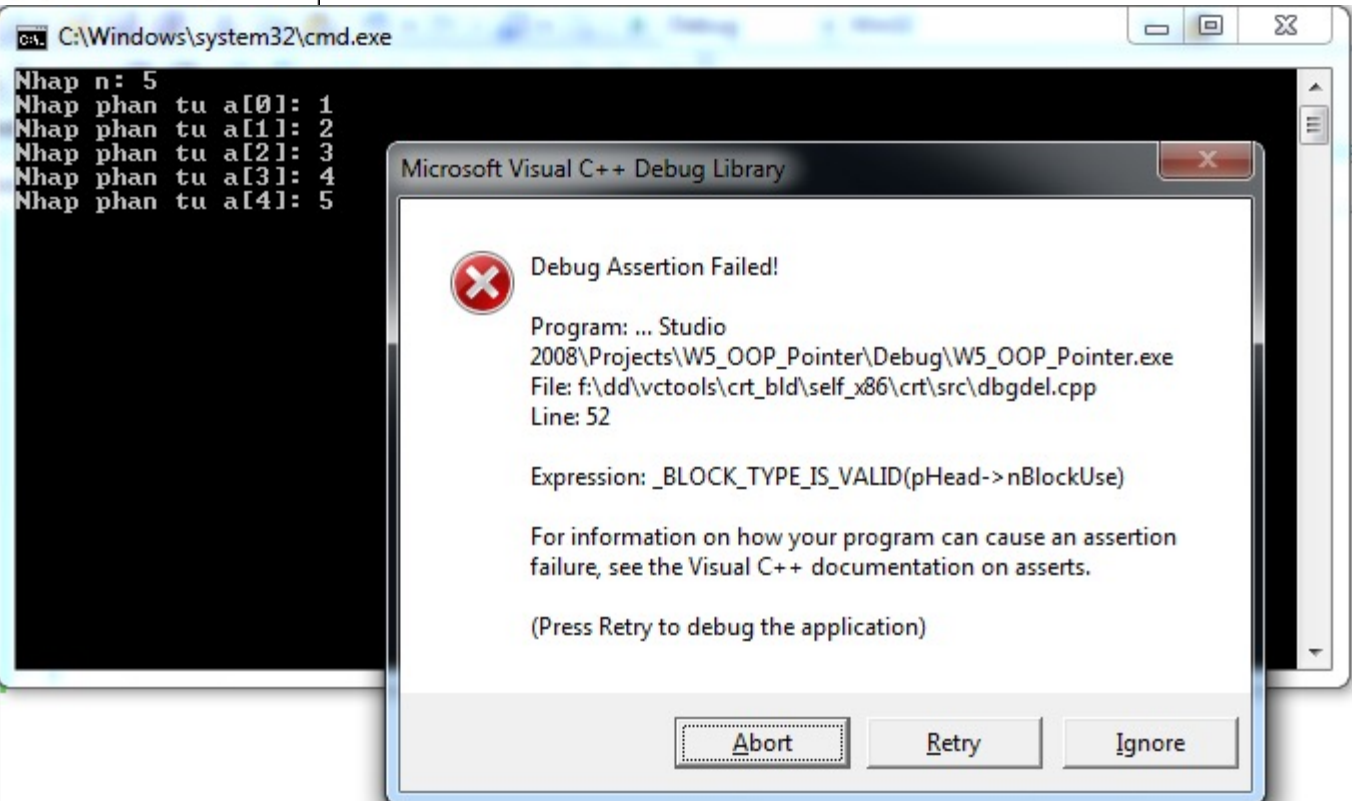 C:\Windows\system32\cmd.exe
Nhap n: 5
Nhap phan tu a[0]: 1
Nhap phan tu a[1]: 2
Nhap phan tu a[2]: 3
Nhap phan tu a[3]: 4
Nhap phan tu a[4]: 5
Microsoft Visual C++ Debug Library
Debug Assertion Failed!
Program: ... Studio
2008\Projects\W5_OOP_Pointer\Debug\W5_OOP_Pointer.exe
File: f:\dd\vctools\crt_bld\self_x86\crt\src\dbgdel.cpp
Line: 52
Expression: _BLOCK_TYPE_IS_VALID(pHead->nBlockUse)
For information on how your program can cause an assertion
failure, see the Visual C++ documentation on asserts.
(Press Retry to debug the application)
Abort Retry Ignore